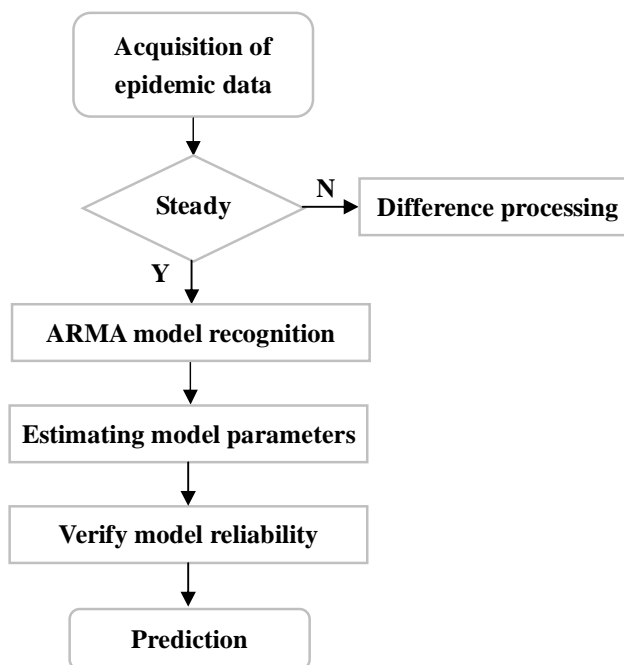 Acquisition of
epidemic data
Steady
N
Difference processing
Y
ARMA model recognition
Estimating model parameters
Verify model reliability
Prediction